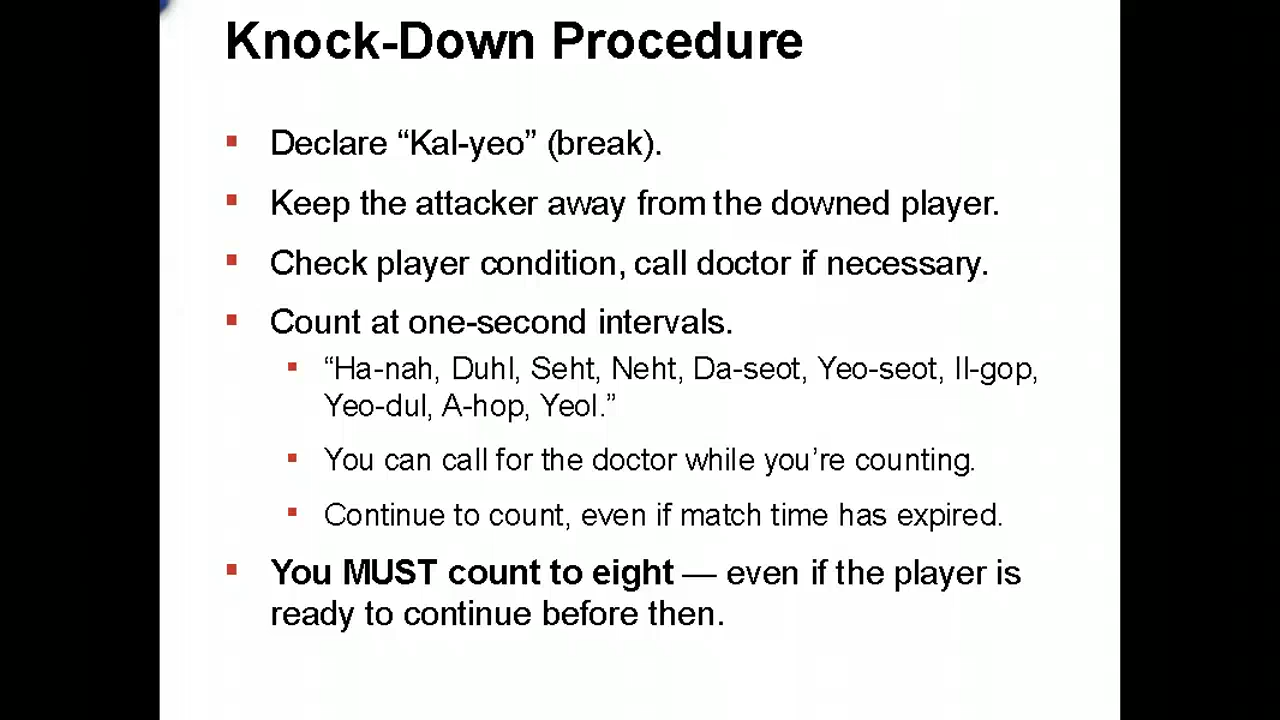 Knock-Down Procedure
Declare “Kal-yeo” (break).
Keep the attacker away from the downed player.
Check player condition, call doctor if necessary.
Count at one-second intervals.
“Ha-nah, Duhl, Seht, Neht, Da-seot, Yeo-seot, Il-gop,
Yeo-dul, A-hop, Yeol.”
You can call for the doctor while you’re counting.
Continue to count, even if match time has expired.
You MUST count to eight — even if the player is
ready to continue before then.